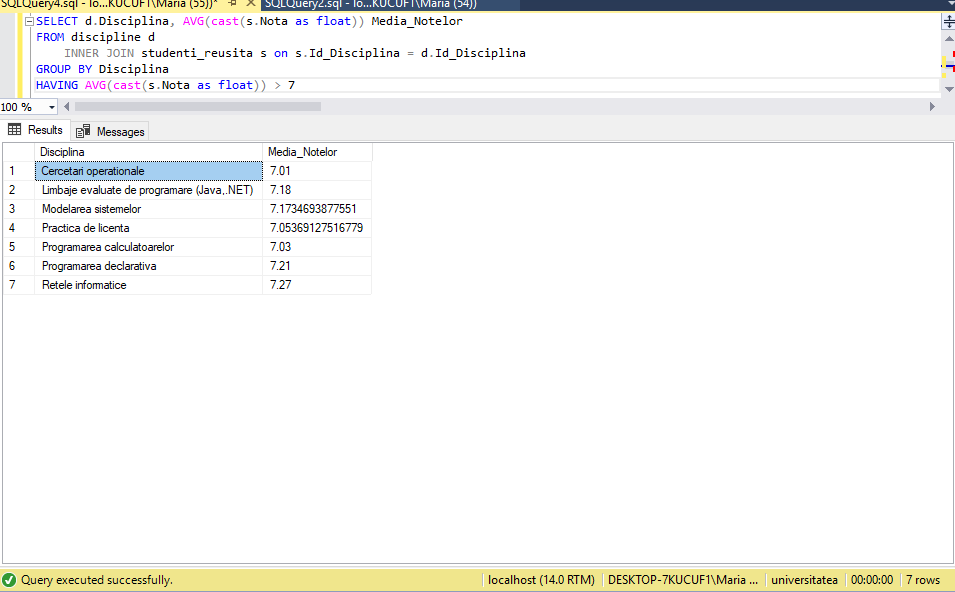 SQLQuery4.sql - lo...KUCUF1\Maria (55))* SQLQuery2.sql - lo...KUCUF1\Maria (54))
SELECT d.Disciplina, AVG(cast(s.Nota as float)) Media_Notelor
FROM discipline d
INNER JOIN studenti_reusita s on s.Id_Disciplina = d.Id_Disciplina
GROUP BY Disciplina
HAVING AVG(cast(s.Nota as float)) > 7
100 %
Results Messages
Disciplina Media_Notelor
1 Cercetari operationale 7.01
2 Limbaje evaluate de programare (Java,.NET) 7.18
3 Modelarea sistemelor 7.1734693877551
4 Practica de licenta 7.05369127516779
5 Programarea calculatoarelor 7.03
6 Programarea declarativa 7.21
7 Retele informatice 7.27
Query executed successfully. localhost (14.0 RTM) DESKTOP-7KUCUF1\Maria ... universitatea 00:00:00 7 rows